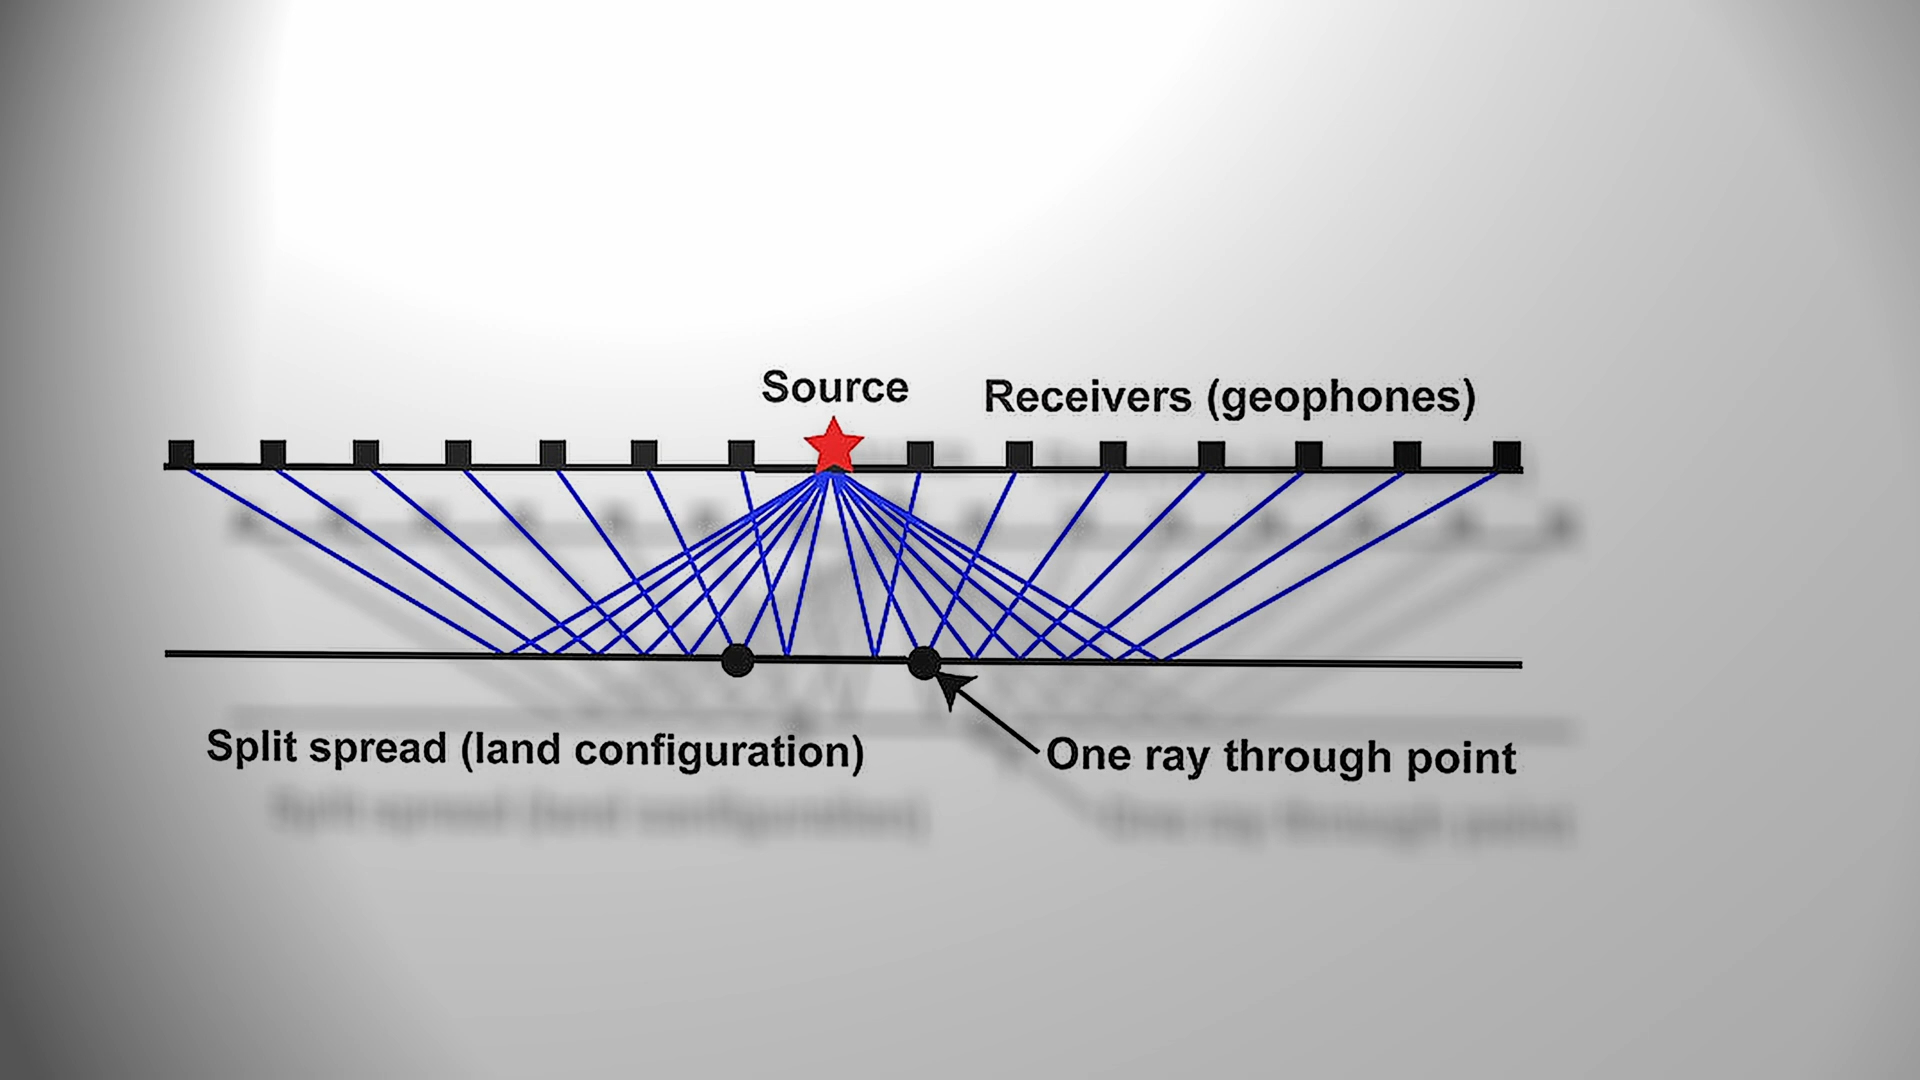 Source
Receivers (geophones)
Split spread (land configuration)
One ray through point